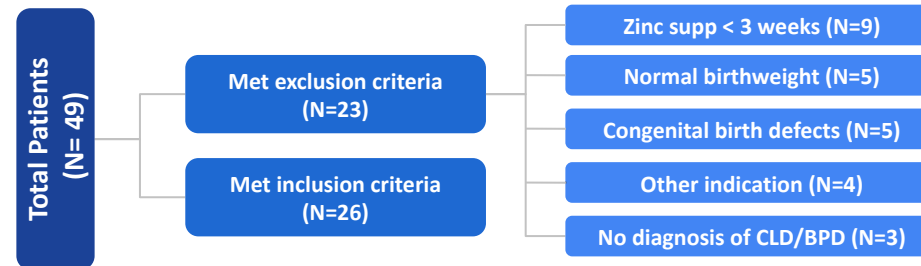 Total Patients
(N= 49)
Met exclusion criteria
(N=23)
Met inclusion criteria
(N=26)
Zinc supp < 3 weeks (N=9)
Normal birthweight (N=5)
Congenital birth defects (N=5)
Other indication (N=4)
No diagnosis of CLD/BPD (N=3)